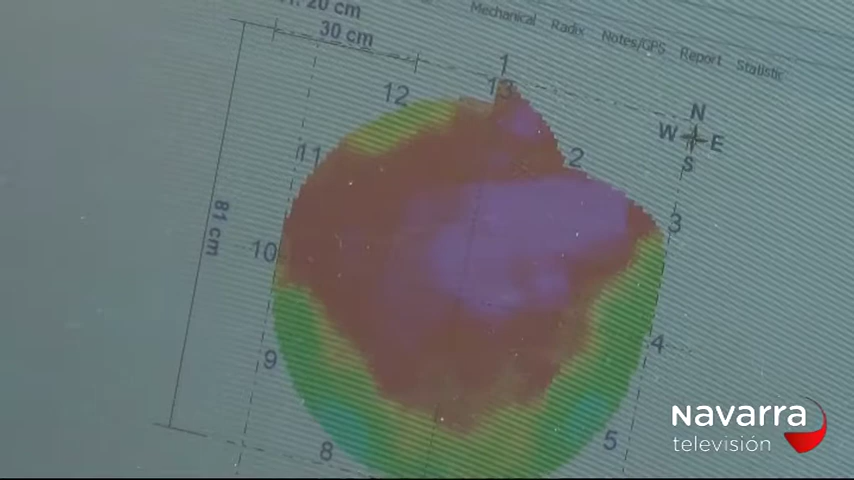 20 cm
30 cm
Mechanical Radix Notes/GPS Report Statistic
1
13
12
2
11
3
10
81 cm
4
9
5
8
N
W E
S
Navarra
televisión